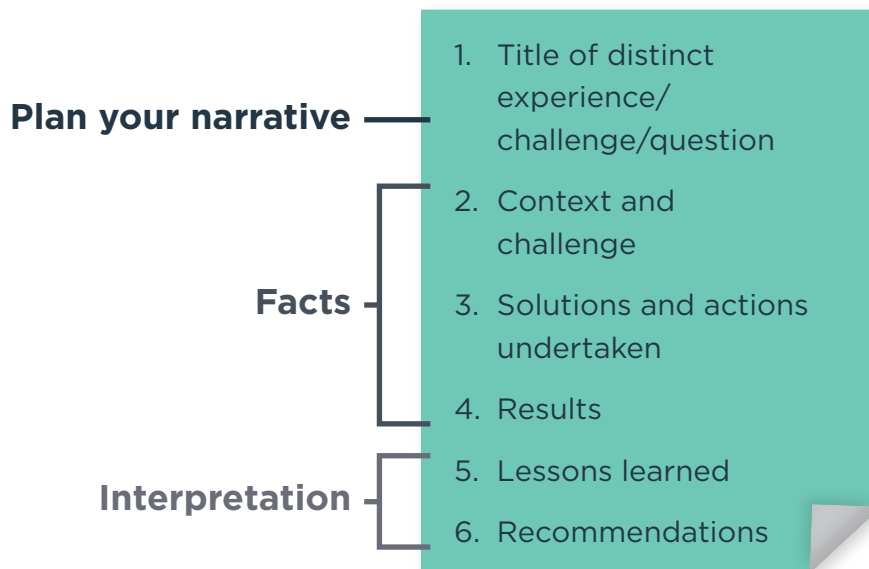 Plan your narrative
1. Title of distinct
experience/
challenge/question
Facts
2. Context and
challenge
3. Solutions and actions
undertaken
4. Results
Interpretation
5. Lessons learned
6. Recommendations